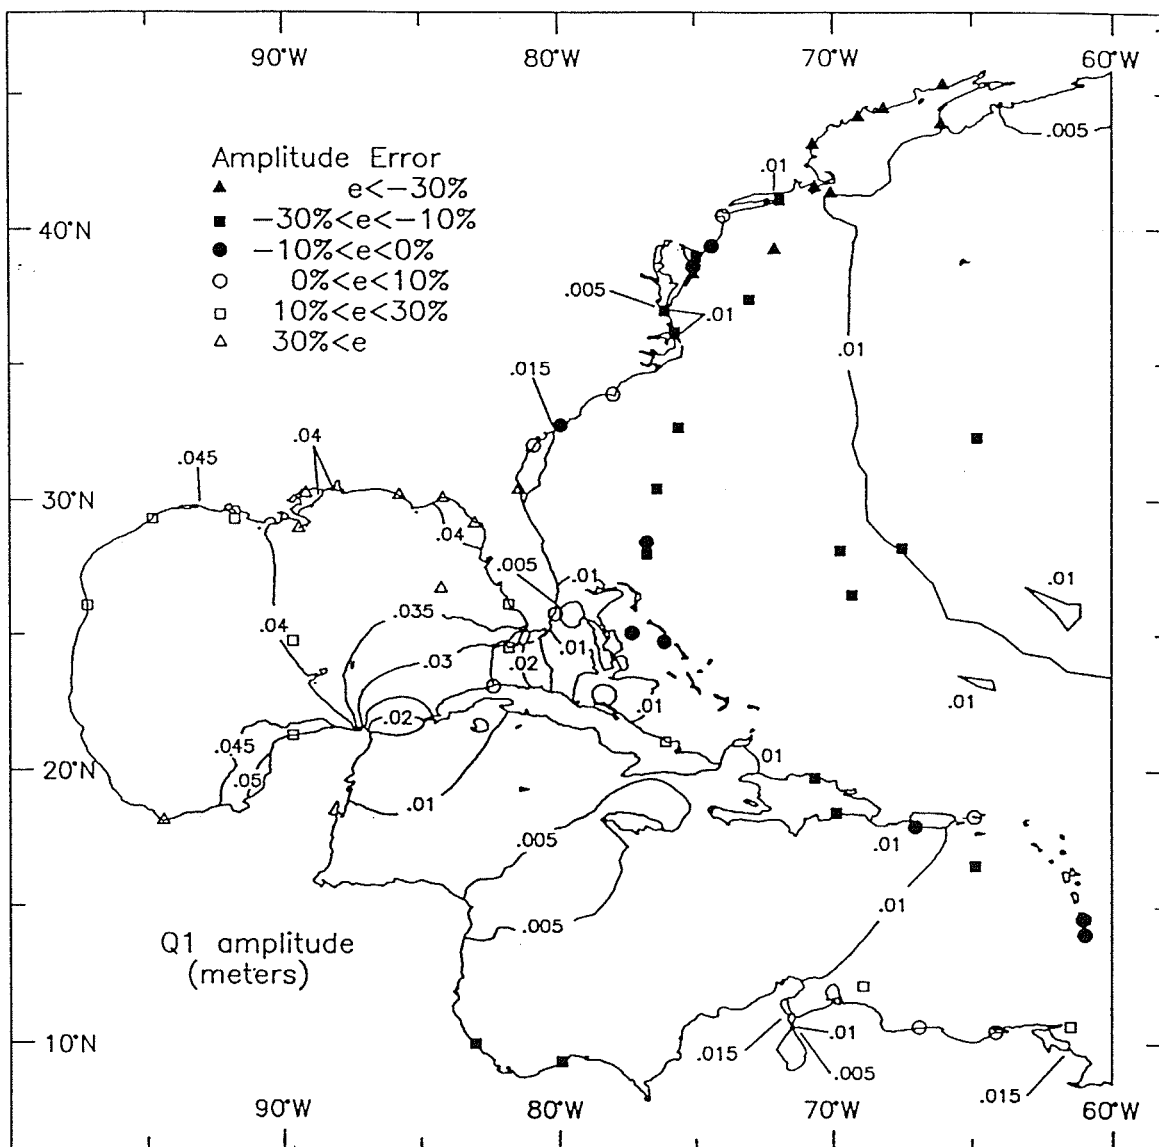 90°W 80°W 70°W 60°W
.005
.01
Amplitude Error
e<-30%
-30%<e<-10%
-10%<e<0%
0%<e<10%
10%<e<30%
30%<e
40°N
.005
.01
.01
.015
.04
.045
30°N
.04
.005
.01
.01
.035
.04
.01
.03
.02
.01
.01
.02
.045
.01
20°N
.05
.01
.005
.01
.01
.005
Q1 amplitude
(meters)
.01
10°N
.015
.005
.015
90°W 80°W 70°W 60°W